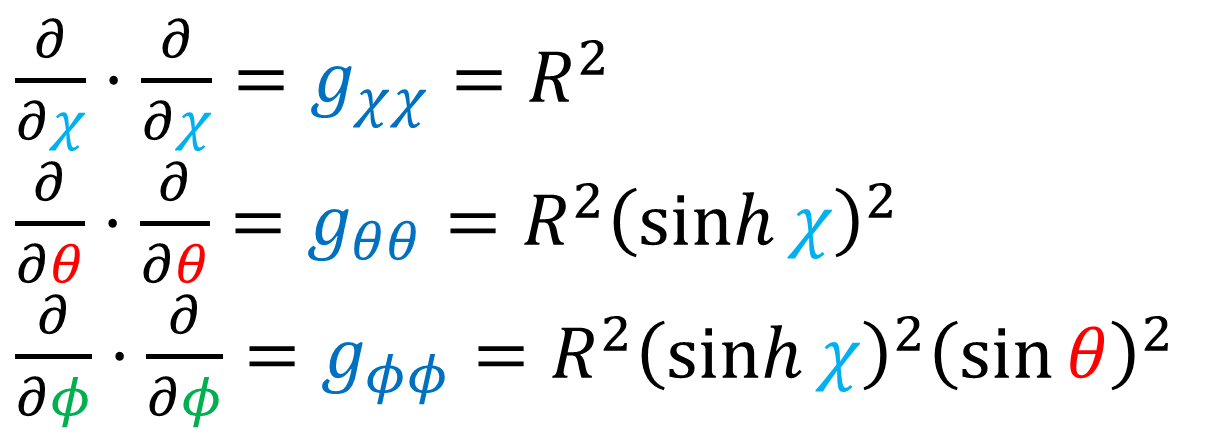 ∂/∂χ · ∂/∂χ = g_χχ = R²
∂/∂θ · ∂/∂θ = g_θθ = R²(sinh χ)²
∂/∂ϕ · ∂/∂ϕ = g_ϕϕ = R²(sinh χ)²(sin θ)²